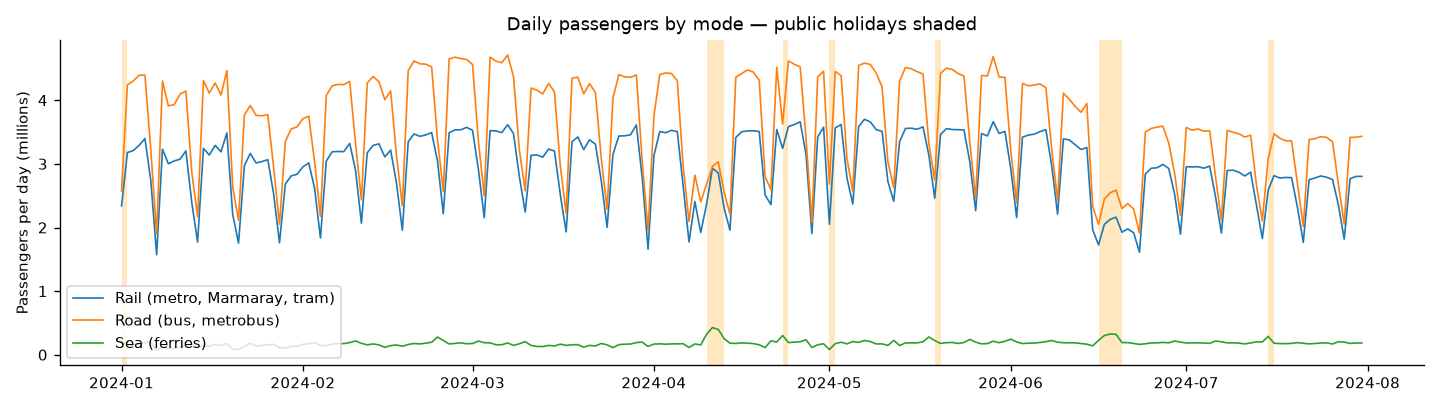 Daily passengers by mode — public holidays shaded
Passengers per day (millions)
4
3
2
1
0
Rail (metro, Marmaray, tram)
Road (bus, metrobus)
Sea (ferries)
2024-01 2024-02 2024-03 2024-04 2024-05 2024-06 2024-07 2024-08